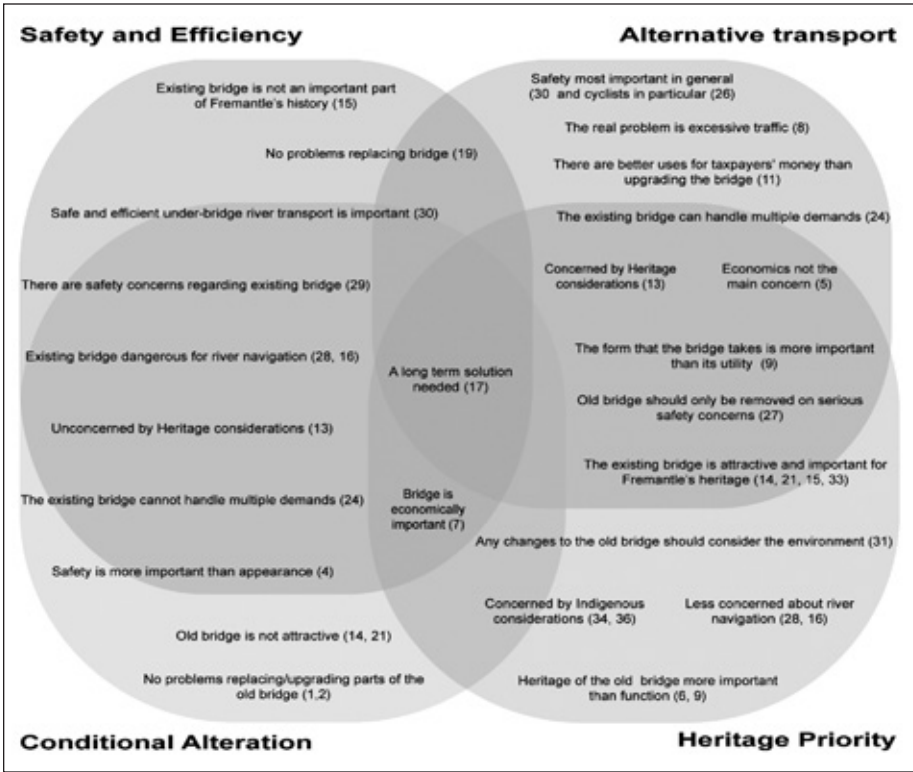 Safety and Efficiency
Alternative transport
Existing bridge is not an important part
of Fremantle's history (15)
No problems replacing bridge (19)
Safe and efficient under-bridge river transport is important (30)
There are safety concerns regarding existing bridge (29)
Existing bridge dangerous for river navigation (28, 16)
Unconcerned by Heritage considerations (13)
The existing bridge cannot handle multiple demands (24)
Safety is more important than appearance (4)
Old bridge is not attractive (14, 21)
No problems replacing/upgrading parts of the
old bridge (1,2)
A long term solution
needed (17)
Bridge is
economically
important (7)
Safety most important in general
(30 and cyclists in particular (26)
The real problem is excessive traffic (8)
There are better uses for taxpayers' money than
upgrading the bridge (11)
The existing bridge can handle multiple demands (24)
Concerned by Heritage
considerations (13)
Economics not the
main concern (5)
The form that the bridge takes is more important
than its utility (9)
Old bridge should only be removed on serious
safety concerns (27)
The existing bridge is attractive and important for
Fremantle's heritage (14, 21, 15, 33)
Any changes to the old bridge should consider the environment (31)
Concerned by Indigenous
considerations (34, 36)
Less concerned about river
navigation (28, 16)
Heritage of the old bridge more important
than function (6, 9)
Conditional Alteration
Heritage Priority